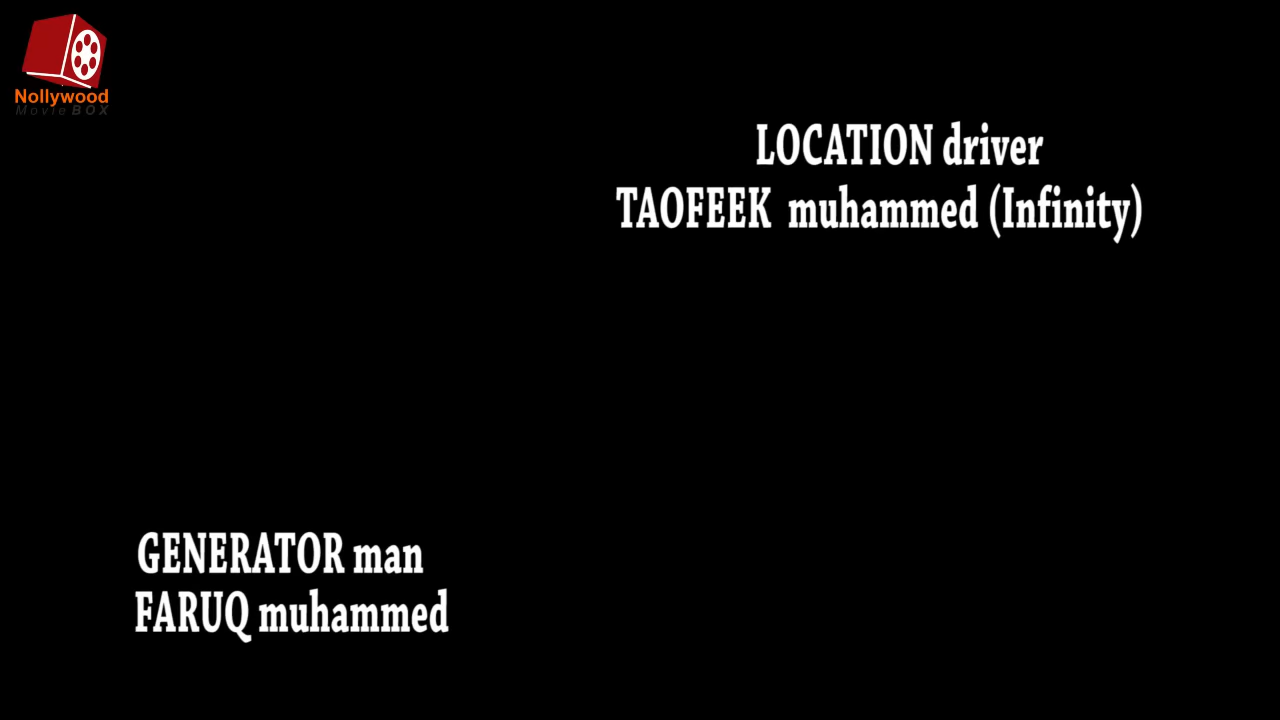 Nollywood
Movie BOX
LOCATION driver
TAOFEEK muhammed (Infinity)
GENERATOR man
FARUQ muhammed